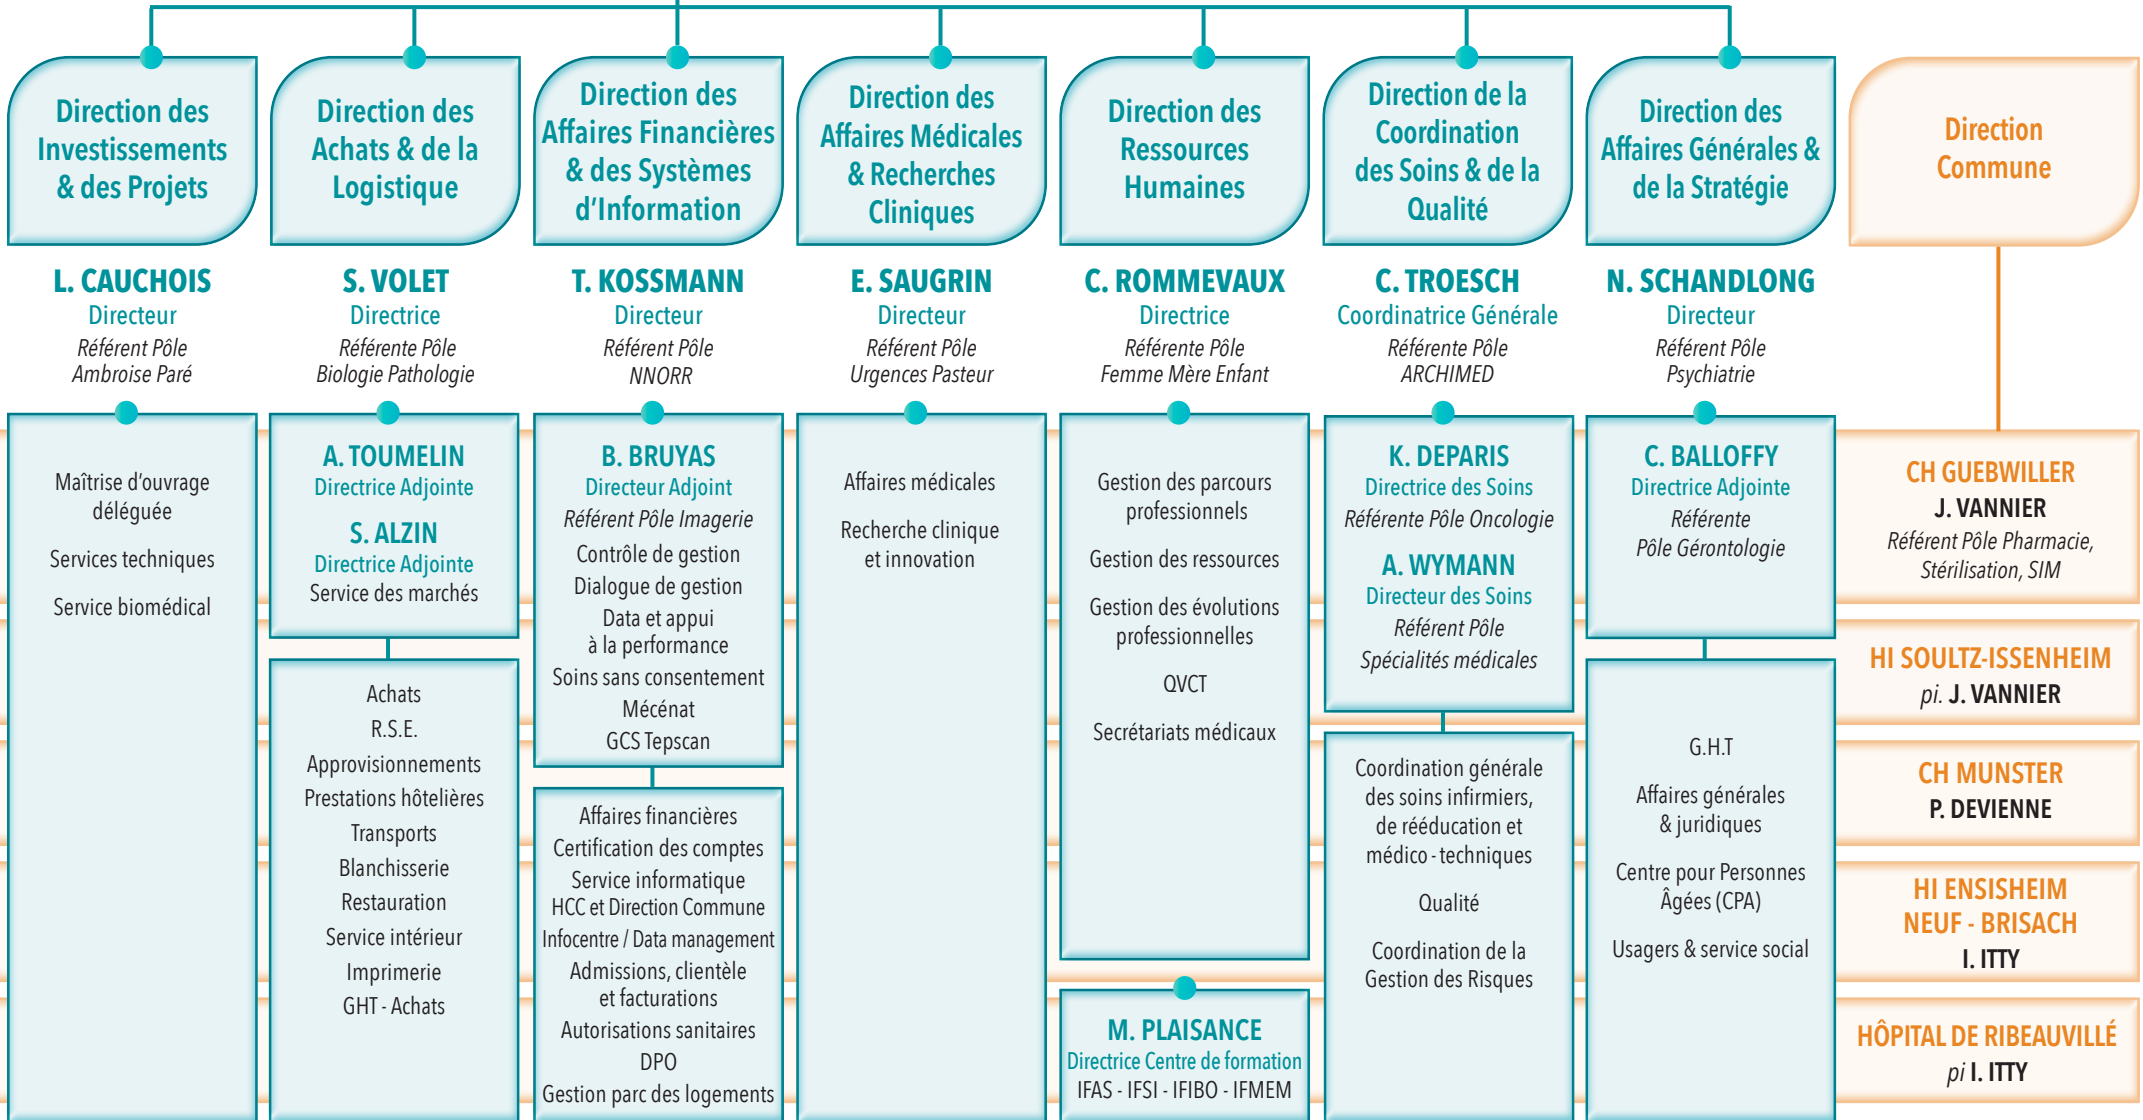 Direction des
Investissements
& des Projets
L. CAUCHOIS
Directeur
Référent Pôle
Ambroise Paré
Maîtrise d'ouvrage
déléguée
Services techniques
Service biomédical
Direction des
Achats & de la
Logistique
S. VOLET
Directrice
Référente Pôle
Biologie Pathologie
A. TOUMELIN
Directrice Adjointe
S. ALZIN
Directrice Adjointe
Service des marchés
Achats
R.S.E.
Approvisionnements
Prestations hôtelières
Transports
Blanchisserie
Restauration
Service intérieur
Imprimerie
GHT - Achats
Direction des
Affaires Financières
& des Systèmes
d'Information
T. KOSSMANN
Directeur
Référent Pôle
NNORR
B. BRUYAS
Directeur Adjoint
Référent Pôle Imagerie
Contrôle de gestion
Dialogue de gestion
Data et appui
à la performance
Soins sans consentement
Mécénat
GCS Tepscan
Affaires financières
Certification des comptes
Service informatique
HCC et Direction Commune
Infocentre / Data management
Admissions, clientèle
et facturations
Autorisations sanitaires
DPO
Gestion parc des logements
Direction des
Affaires Médicales
& Recherches
Cliniques
E. SAUGRIN
Directeur
Référent Pôle
Urgences Pasteur
Affaires médicales
Recherche clinique
et innovation
Direction des
Ressources
Humaines
C. ROMMEVAUX
Directrice
Référente Pôle
Femme Mère Enfant
Gestion des parcours
professionnels
Gestion des ressources
Gestion des évolutions
professionnelles
QVCT
Secrétariats médicaux
M. PLAISANCE
Directrice Centre de formation
IFAS - IFSI - IFIBO - IFMEM
Direction de la
Coordination
des Soins & de la
Qualité
C. TROESCH
Coordinatrice Générale
Référente Pôle
ARCHIMED
K. DEPARIS
Directrice des Soins
Référente Pôle Oncologie
A. WYMANN
Directeur des Soins
Référent Pôle
Spécialités médicales
Coordination générale
des soins infirmiers,
de rééducation et
médico - techniques
Qualité
Coordination de la
Gestion des Risques
Direction des
Affaires Générales &
de la Stratégie
N. SCHANDLONG
Directeur
Référent Pôle
Psychiatrie
C. BALLOFFY
Directrice Adjointe
Référente
Pôle Gérontologie
G.H.T
Affaires générales
& juridiques
Centre pour Personnes
Âgées (CPA)
Usagers & service social
Direction
Commune
CH GUEBWILLER
J. VANNIER
Référent Pôle Pharmacie,
Stérilisation, SIM
HI SOULTZ-ISSENHEIM
pi. J. VANNIER
CH MUNSTER
P. DEVIENNE
HI ENSISHEIM
NEUF - BRISACH
I. ITTY
HÔPITAL DE RIBEAUVILLÉ
pi I. ITTY